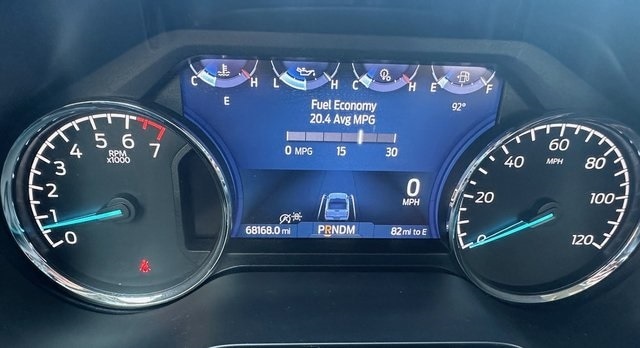 C H L H C H E F
E 92°
Fuel Economy
20.4 Avg MPG
0 MPG 15 30
0
MPH
68168.0 mi PRNDM 82 mi to E
0 1 2 3 4 5 6 7
RPM
x1000
0 20 40 60 80 100 120
MPH